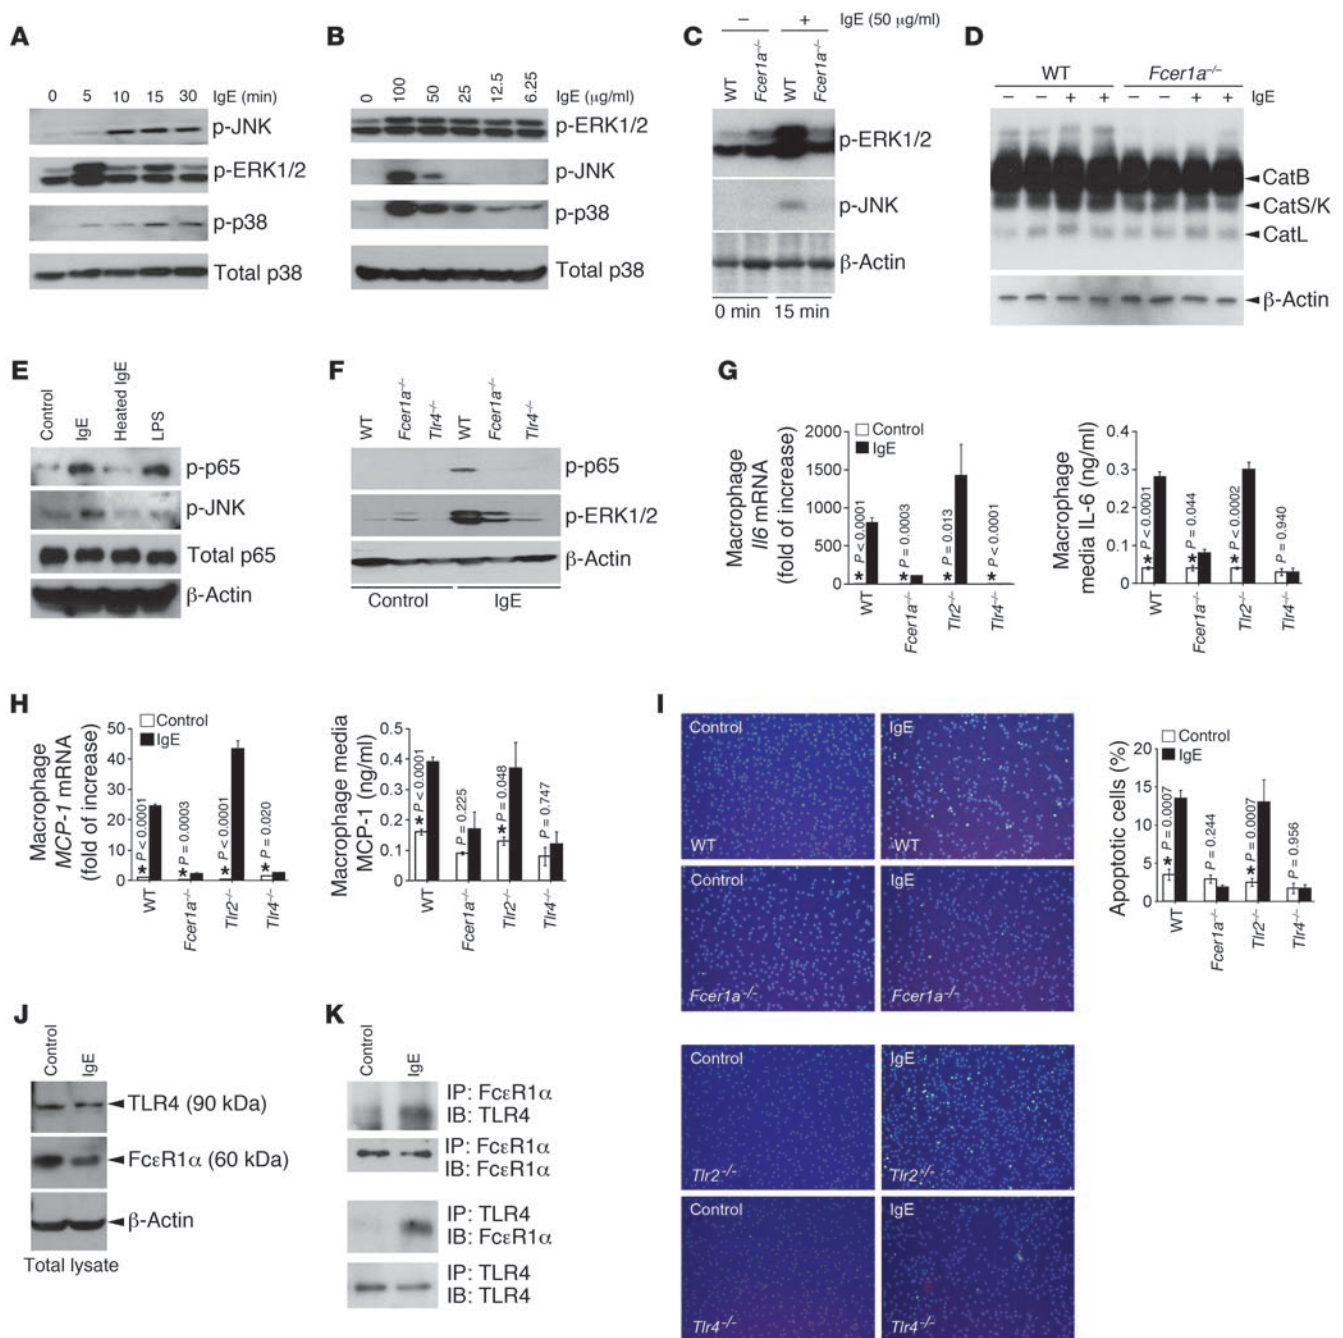 A
0 5 10 15 30 IgE (min)
p-JNK
p-ERK1/2
p-p38
Total p38
B
0 100 50 25 12.5 6.25 IgE (μg/ml)
p-ERK1/2
p-JNK
p-p38
Total p38
C
– + IgE (50 μg/ml)
WT Fcer1a–/– WT Fcer1a–/–
p-ERK1/2
p-JNK
β-Actin
0 min 15 min
D
WT Fcer1a–/–
– – + + – – + + IgE
CatB
CatS/K
CatL
β-Actin
E
Control IgE Heated IgE LPS
p-p65
p-JNK
Total p65
β-Actin
F
WT Fcer1a–/– Tlr4–/– WT Fcer1a–/– Tlr4–/–
p-p65
p-ERK1/2
β-Actin
Control IgE
G
Macrophage
Il6 mRNA
(fold of increase)
2000
1500
1000
500
0
Control
IgE
* P < 0.0001
* P = 0.0003
* P = 0.013
* P < 0.0001
WT Fcer1a–/– Tlr2–/– Tlr4–/–
Macrophage
media IL-6 (ng/ml)
0.4
0.3
0.2
0.1
0
* P < 0.0001
* P = 0.044
* P < 0.0002
P = 0.940
WT Fcer1a–/– Tlr2–/– Tlr4–/–
H
Macrophage
MCP-1 mRNA
(fold of increase)
50
40
30
20
10
0
Control
IgE
* P < 0.0001
* P = 0.0003
* P < 0.0001
* P = 0.020
WT Fcer1a–/– Tlr2–/– Tlr4–/–
Macrophage media
MCP-1 (ng/ml)
0.5
0.4
0.3
0.2
0.1
0
* P < 0.0001
P = 0.225
* P = 0.048
P = 0.747
WT Fcer1a–/– Tlr2–/– Tlr4–/–
I
Control IgE
WT WT
Control IgE
Fcer1a–/– Fcer1a–/–
Control IgE
Tlr2–/– Tlr2–/–
Control IgE
Tlr4–/– Tlr4–/–
Apoptotic cells (%)
20
15
10
5
0
Control
IgE
* P = 0.0007
P = 0.244
* P = 0.0007
P = 0.956
WT Fcer1a–/– Tlr2–/– Tlr4–/–
J
Control IgE
TLR4 (90 kDa)
FcεR1α (60 kDa)
β-Actin
Total lysate
K
Control IgE
IP: FcεR1α
IB: TLR4
IP: FcεR1α
IB: FcεR1α
IP: TLR4
IB: FcεR1α
IP: TLR4
IB: TLR4